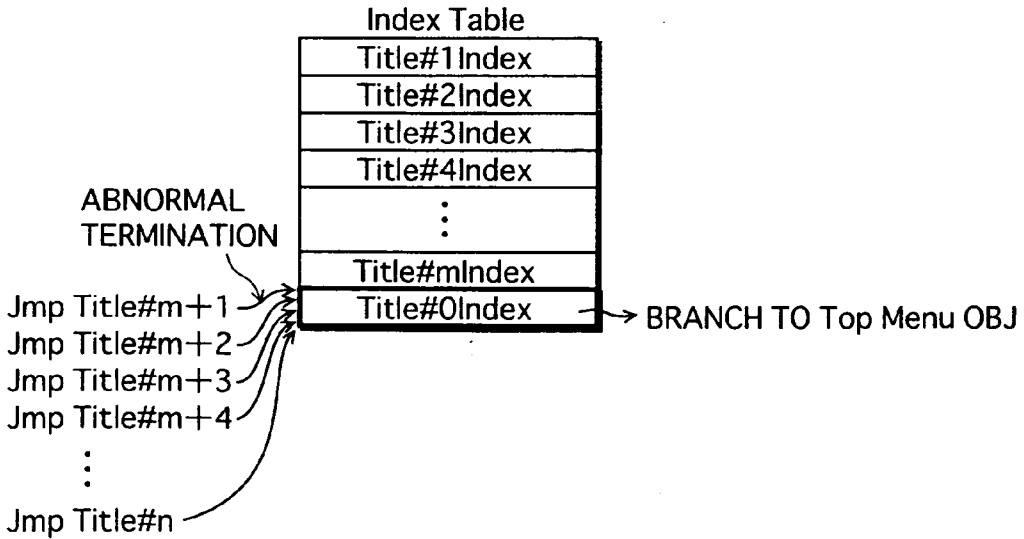 Index Table
Title#1Index
Title#2Index
Title#3Index
Title#4Index
⋮
Title#mIndex
Title#0Index
BRANCH TO Top Menu OBJ
ABNORMAL
TERMINATION
Jmp Title#m+1
Jmp Title#m+2
Jmp Title#m+3
Jmp Title#m+4
⋮
Jmp Title#n